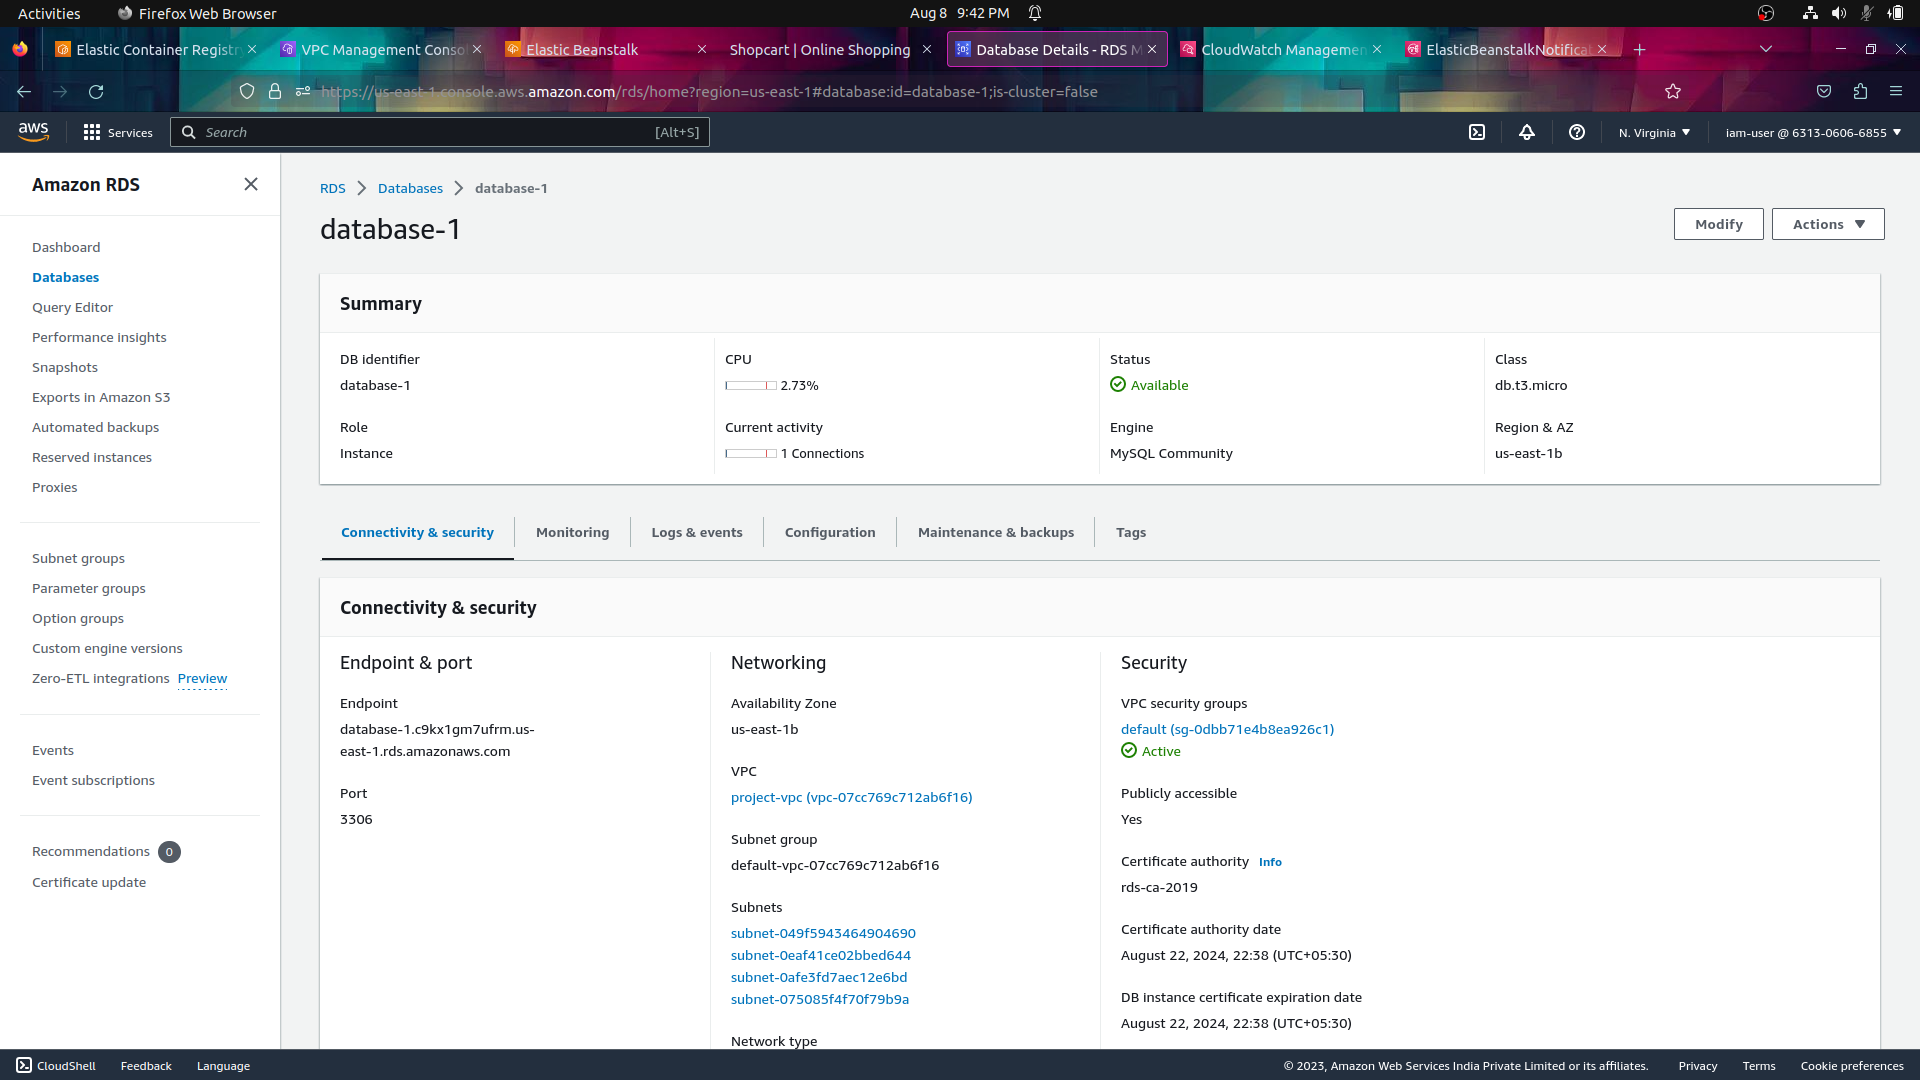 Activities
Firefox Web Browser
Aug 8 9:42 PM
Elastic Container Registr
VPC Management Conso
Elastic Beanstalk
Shopcart | Online Shopping
Database Details - RDS M
CloudWatch Managemen
ElasticBeanstalkNotificat
https://us-east-1.console.aws.amazon.com/rds/home?region=us-east-1#database:id=database-1;is-cluster=false
aws
Services
Search
[Alt+S]
N. Virginia
iam-user @ 6313-0606-6855
Amazon RDS
Dashboard
Databases
Query Editor
Performance insights
Snapshots
Exports in Amazon S3
Automated backups
Reserved instances
Proxies
Subnet groups
Parameter groups
Option groups
Custom engine versions
Zero-ETL integrations Preview
Events
Event subscriptions
Recommendations 0
Certificate update
RDS > Databases > database-1
database-1
Modify
Actions
Summary
DB identifier
database-1
Role
Instance
CPU
2.73%
Current activity
1 Connections
Status
Available
Engine
MySQL Community
Class
db.t3.micro
Region & AZ
us-east-1b
Connectivity & security
Monitoring
Logs & events
Configuration
Maintenance & backups
Tags
Connectivity & security
Endpoint & port
Endpoint
database-1.c9kx1gm7ufrm.us-
east-1.rds.amazonaws.com
Port
3306
Networking
Availability Zone
us-east-1b
VPC
project-vpc (vpc-07cc769c712ab6f16)
Subnet group
default-vpc-07cc769c712ab6f16
Subnets
subnet-049f5943464904690
subnet-0eaf41ce02bbed644
subnet-0afe3fd7aec12e6bd
subnet-075085f4f70f79b9a
Network type
Security
VPC security groups
default (sg-0dbb71e4b8ea926c1)
Active
Publicly accessible
Yes
Certificate authority Info
rds-ca-2019
Certificate authority date
August 22, 2024, 22:38 (UTC+05:30)
DB instance certificate expiration date
August 22, 2024, 22:38 (UTC+05:30)
CloudShell
Feedback
Language
© 2023, Amazon Web Services India Private Limited or its affiliates.
Privacy
Terms
Cookie preferences